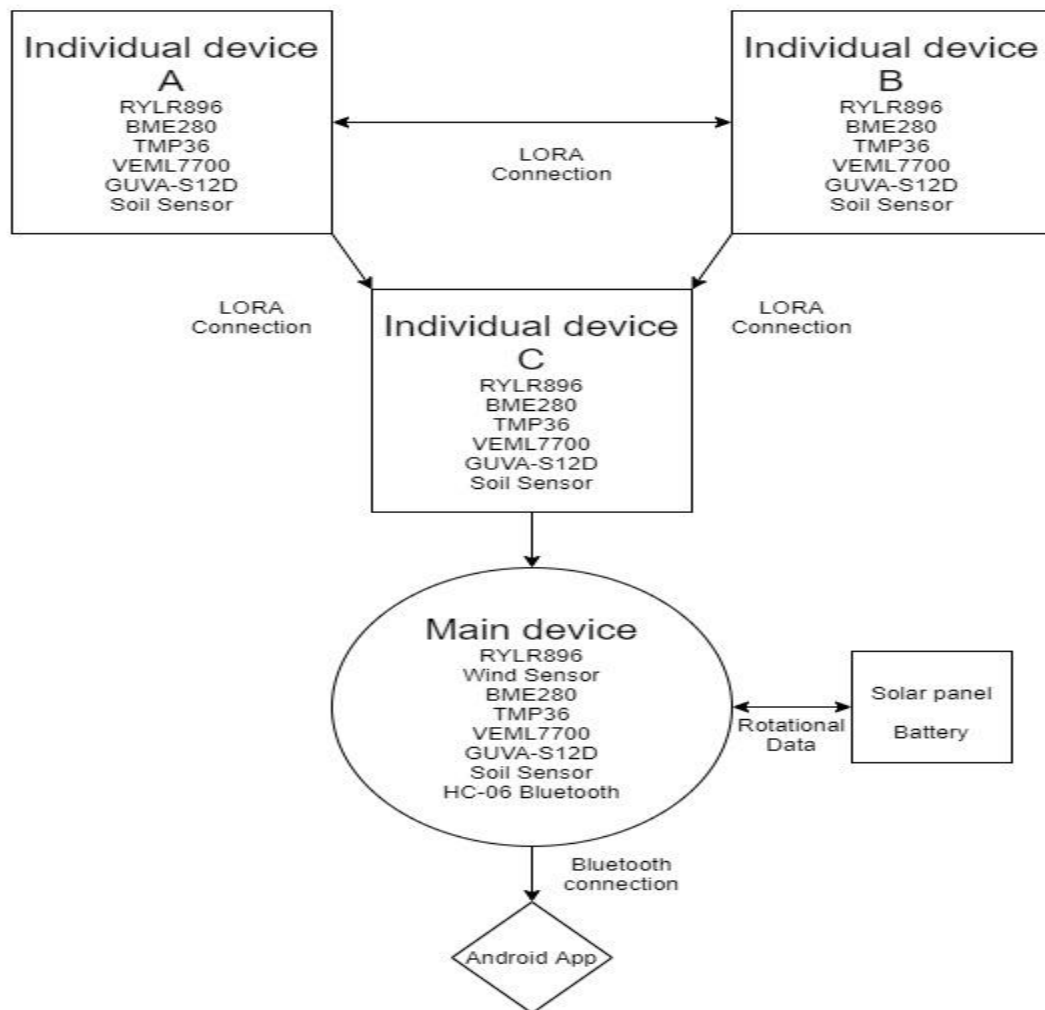 Individual device
A
RYLR896
BME280
TMP36
VEML7700
GUVA-S12D
Soil Sensor
Individual device
B
RYLR896
BME280
TMP36
VEML7700
GUVA-S12D
Soil Sensor
LORA
Connection
LORA
Connection
LORA
Connection
Individual device
C
RYLR896
BME280
TMP36
VEML7700
GUVA-S12D
Soil Sensor
Main device
RYLR896
Wind Sensor
BME280
TMP36
VEML7700
GUVA-S12D
Soil Sensor
HC-06 Bluetooth
Rotational
Data
Solar panel
Battery
Bluetooth
connection
Android App